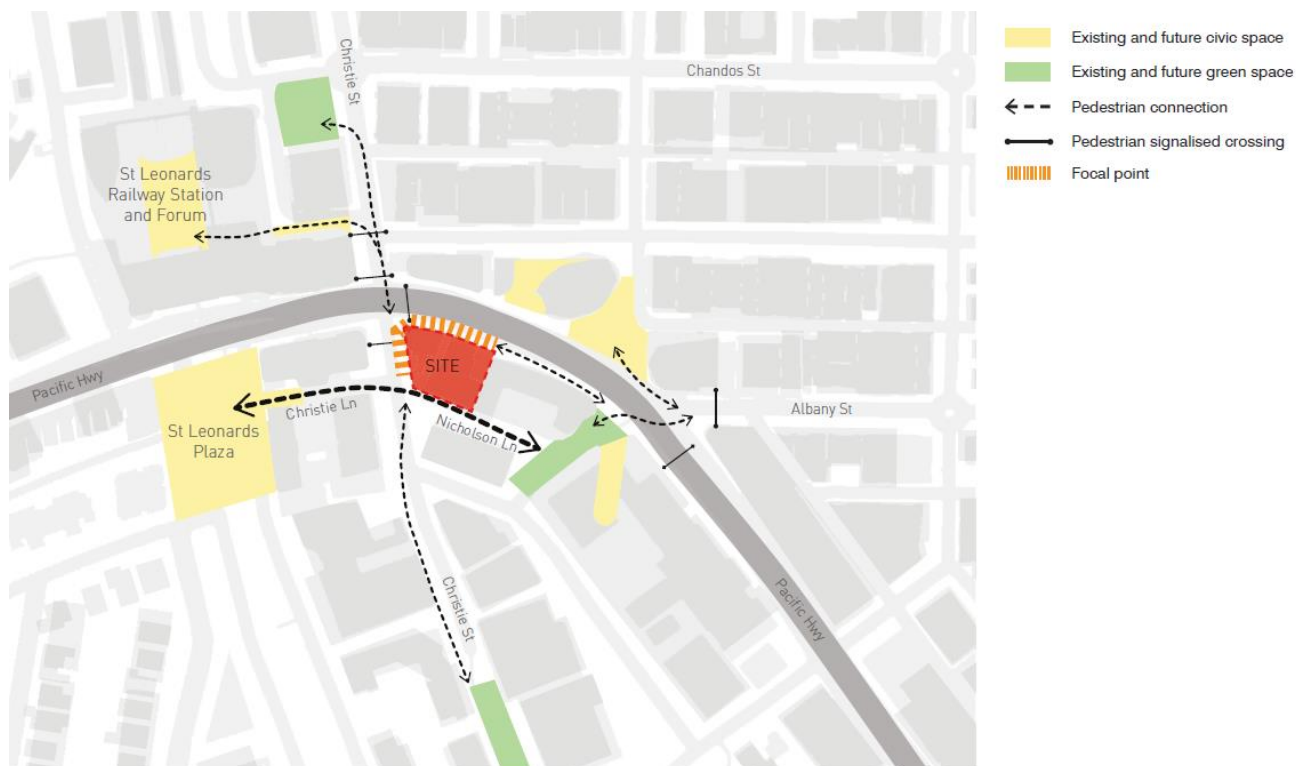 Christie St
Chandos St
St Leonards
Railway Station
and Forum
Pacific Hwy
SITE
Christie Ln
Nicholson Ln
Albany St
St Leonards
Plaza
Christie St
Pacific Hwy
Existing and future civic space
Existing and future green space
Pedestrian connection
Pedestrian signalised crossing
Focal point